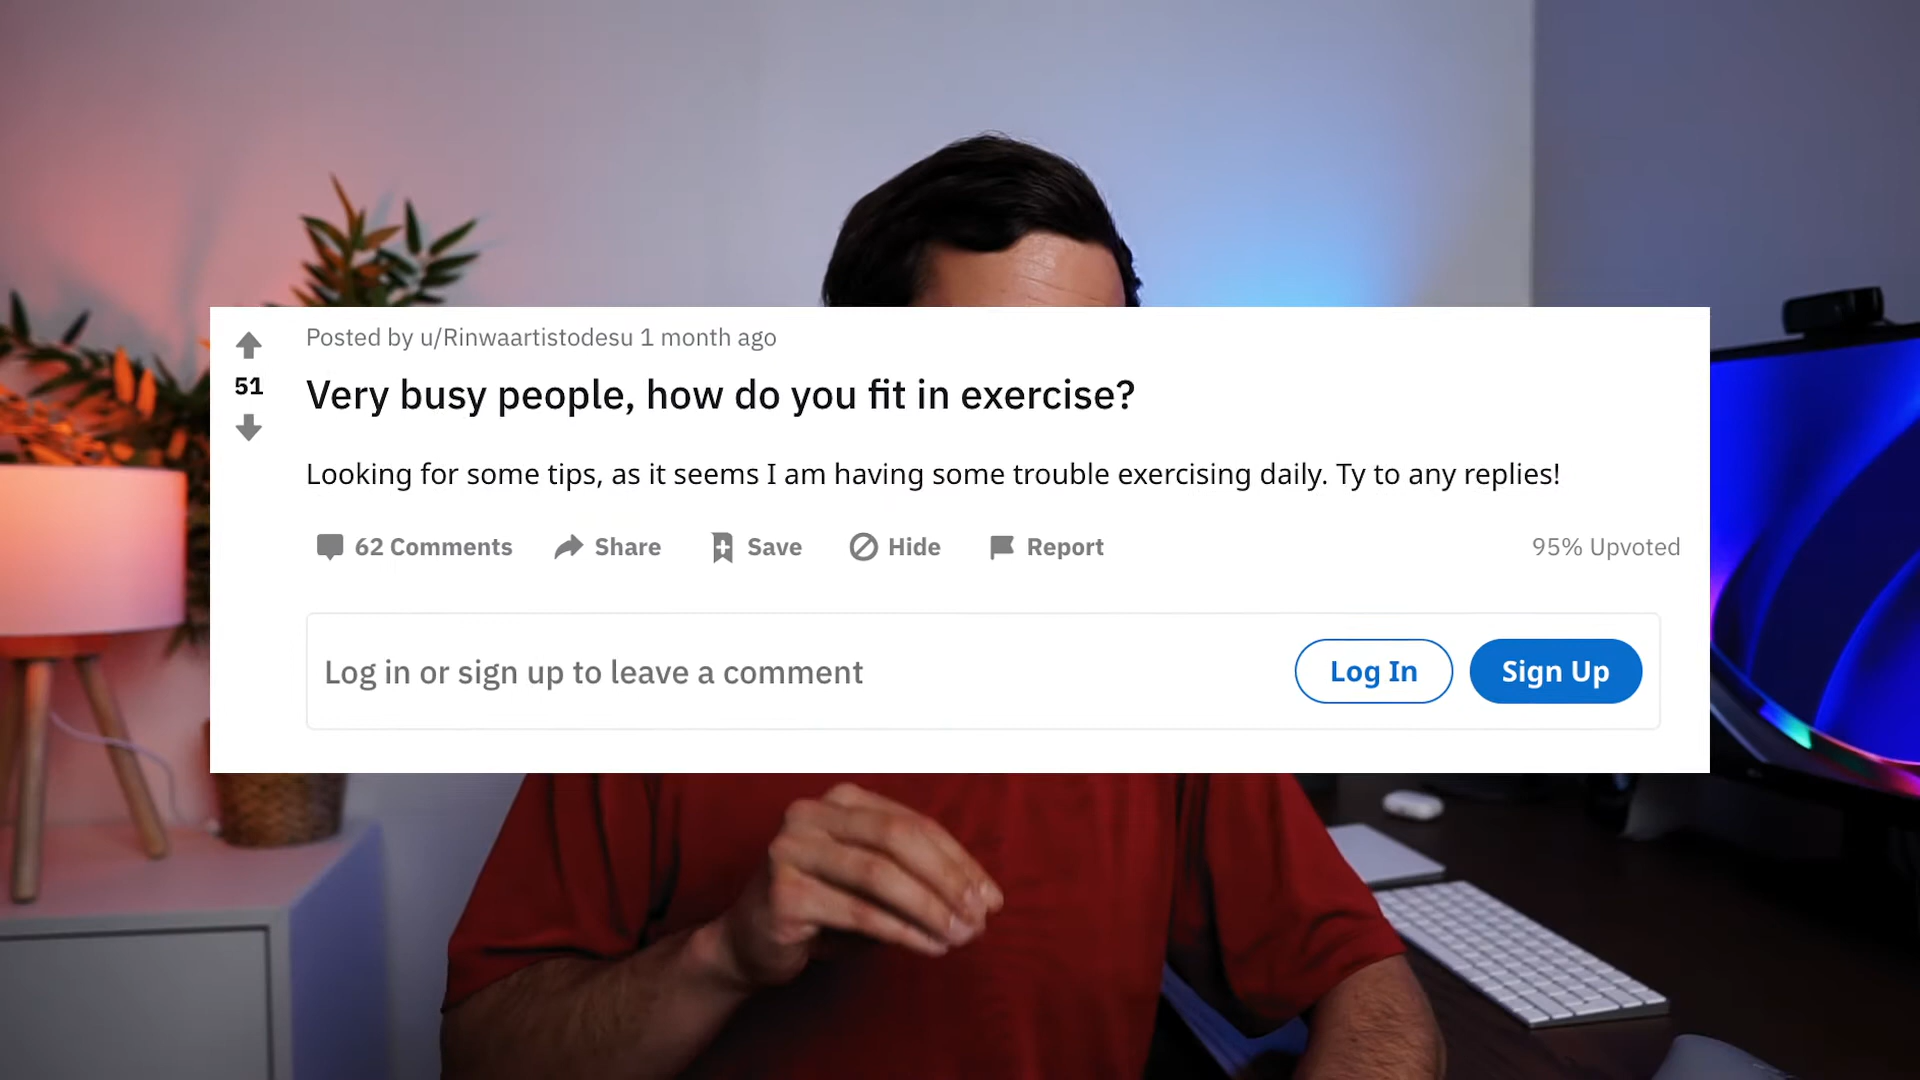 Posted by u/Rinwaartistodesu 1 month ago
51
Very busy people, how do you fit in exercise?
Looking for some tips, as it seems I am having some trouble exercising daily. Ty to any replies!
62 Comments Share Save Hide Report 95% Upvoted
Log in or sign up to leave a comment Log In Sign Up